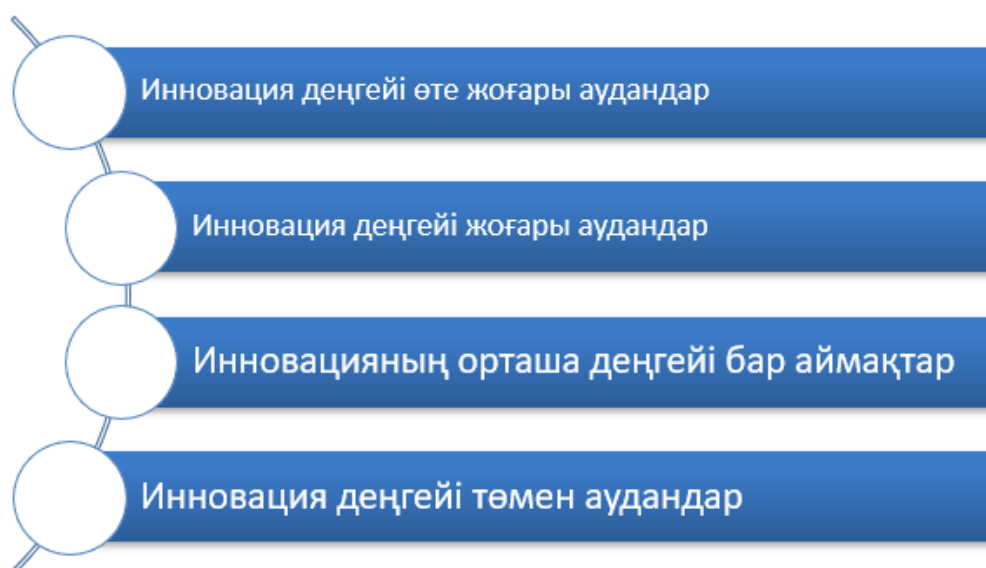 Инновация деңгейі өте жоғары аудандар
Инновация деңгейі жоғары аудандар
Инновацияның орташа деңгейі бар аймақтар
Инновация деңгейі төмен аудандар